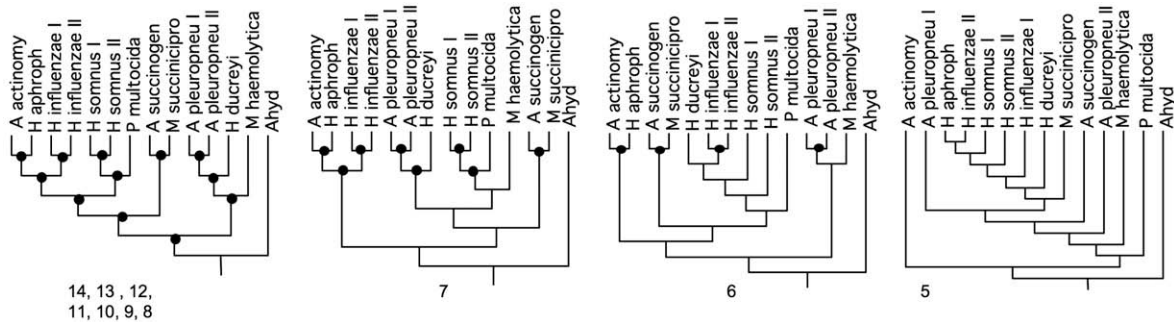 A actinomy
H aphroph
H influenzae I
H influenzae II
H somnus I
H somnus II
P multocida
A succinogen
M succinicipro
A pleuropneu I
A pleuropneu II
H ducreyi
M haemolytica
Ahyd
14, 13 , 12,
11, 10, 9, 8
A actinomy
H aphroph
H influenzae I
H influenzae II
A pleuropneu I
A pleuropneu II
H ducreyi
H somnus I
H somnus II
P multocida
M haemolytica
A succinogen
M succinicipro
Ahyd
7
A actinomy
H aphroph
A succinogen
M succinicipro
H ducreyi
H influenzae I
H influenzae II
H somnus I
H somnus II
P multocida
A pleuropneu I
A pleuropneu II
M haemolytica
Ahyd
6
A actinomy
A pleuropneu I
H aphroph
H influenzae II
H somnus I
H somnus II
H influenzae I
H ducreyi
M succinicipro
A succinogen
A pleuropneu II
M haemolytica
P multocida
Ahyd
5